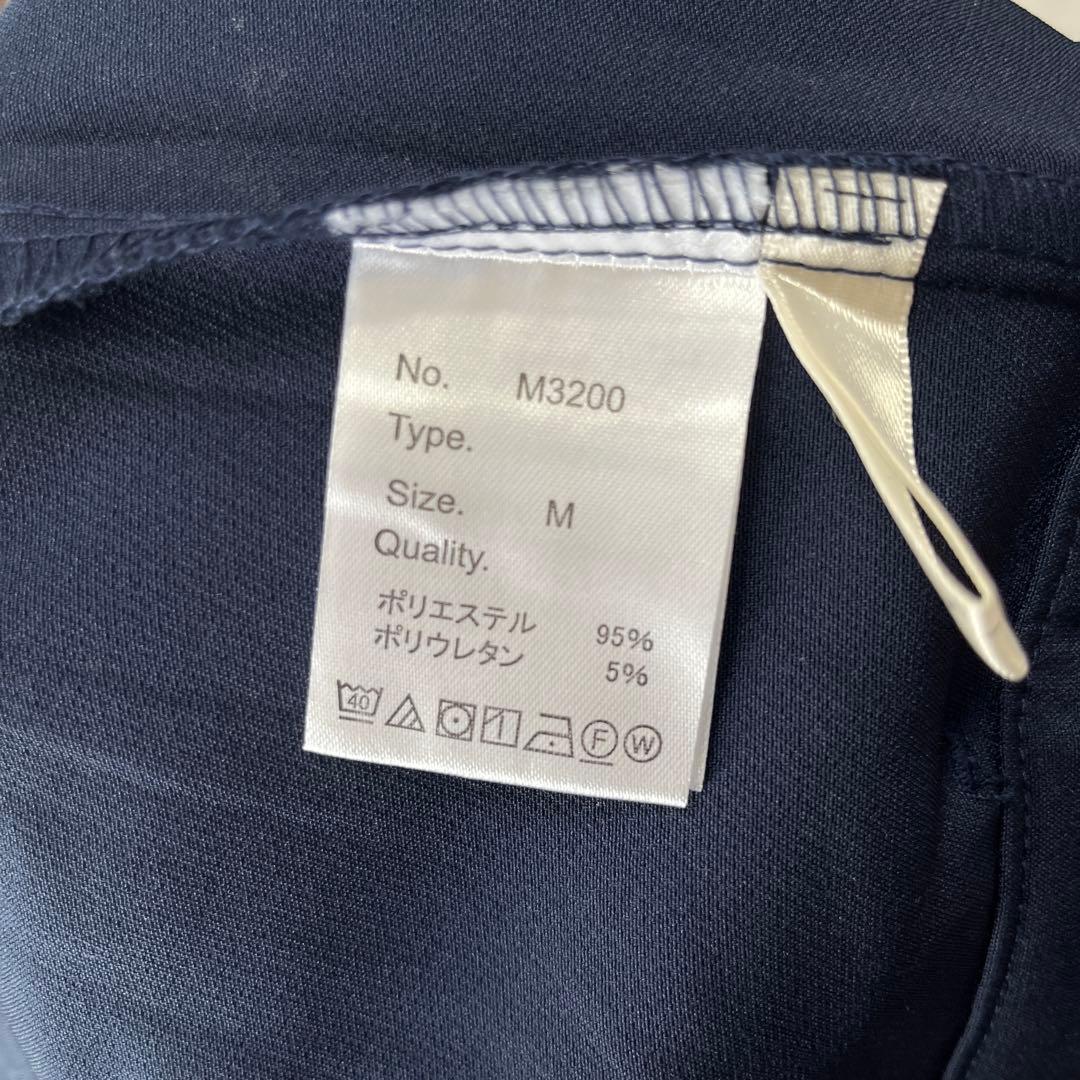 No. M3200
Type.
Size. M
Quality.
ポリエステル 95%
ポリウレタン 5%
40 F W